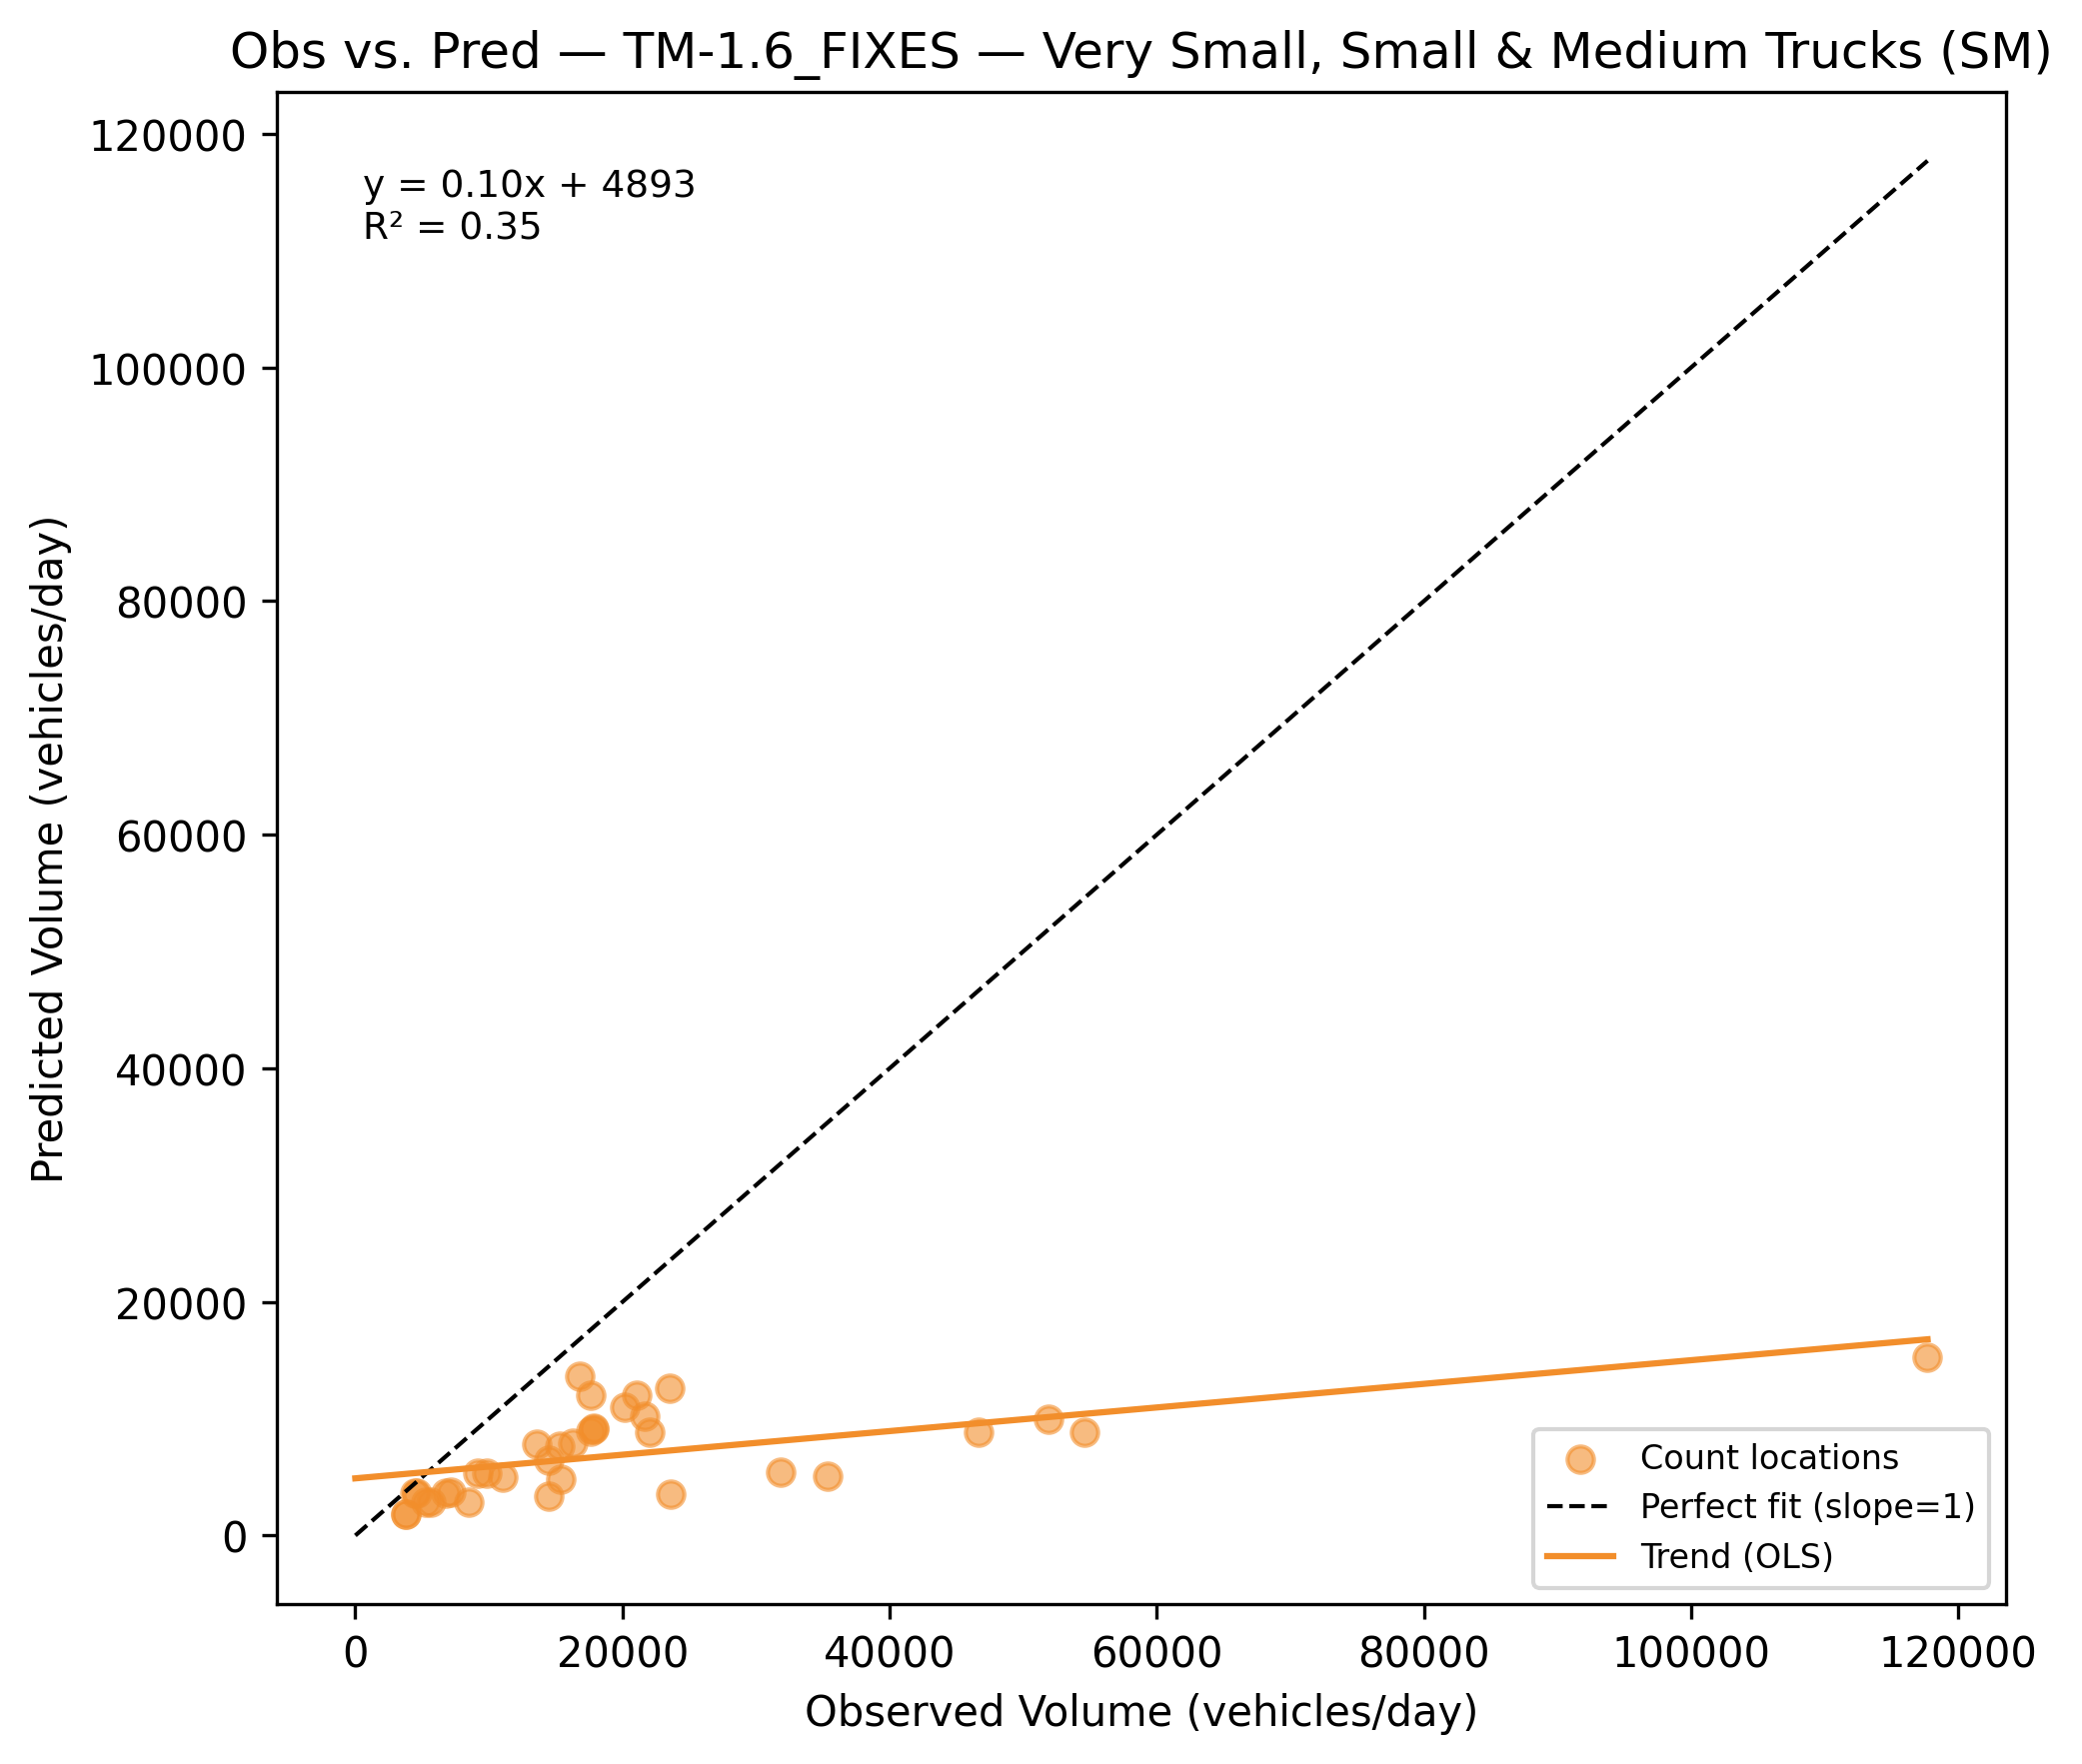 Obs vs. Pred — TM-1.6_FIXES — Very Small, Small & Medium Trucks (SM)
y = 0.10x + 4893
R² = 0.35
Predicted Volume (vehicles/day)
120000
100000
80000
60000
40000
20000
0
Count locations
Perfect fit (slope=1)
Trend (OLS)
0 20000 40000 60000 80000 100000 120000
Observed Volume (vehicles/day)